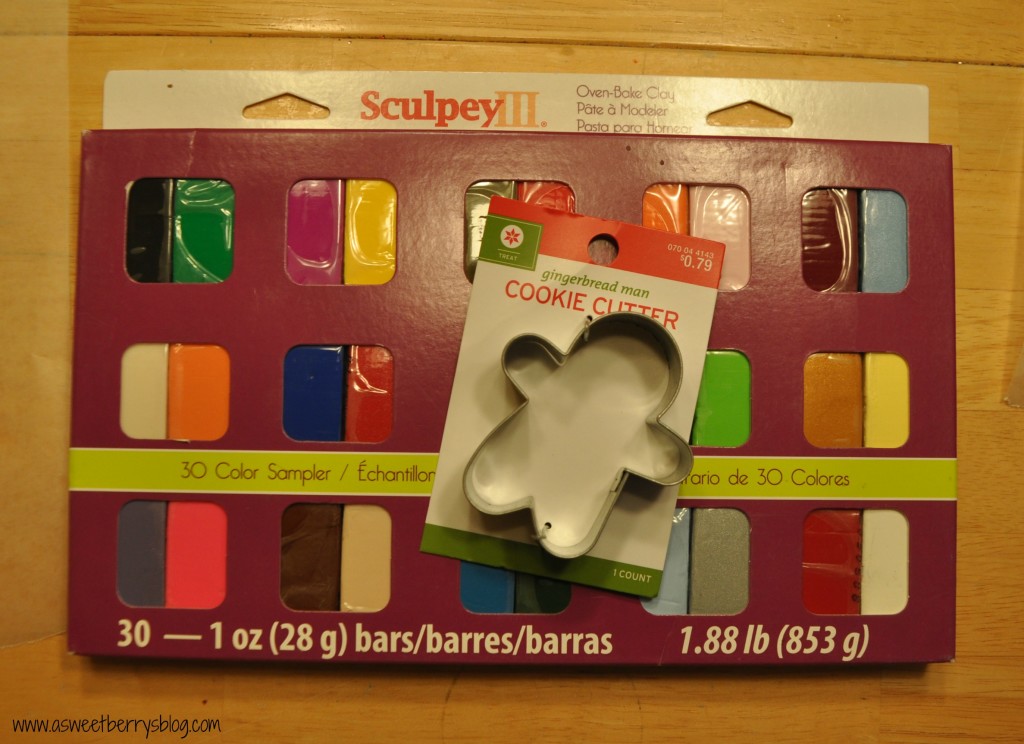 SculpeyIII.
Oven-Bake Clay
Pâte à Modeler
Pasta para Hornear
TREAT
070 04 4143
$0.79
gingerbread man
COOKIE CUTTER
30 Color Sampler / Échantillon
rario de 30 Colores
1 COUNT
30 — 1 oz (28 g) bars/barres/barras
1.88 lb (853 g)
www.asweetberrysblog.com